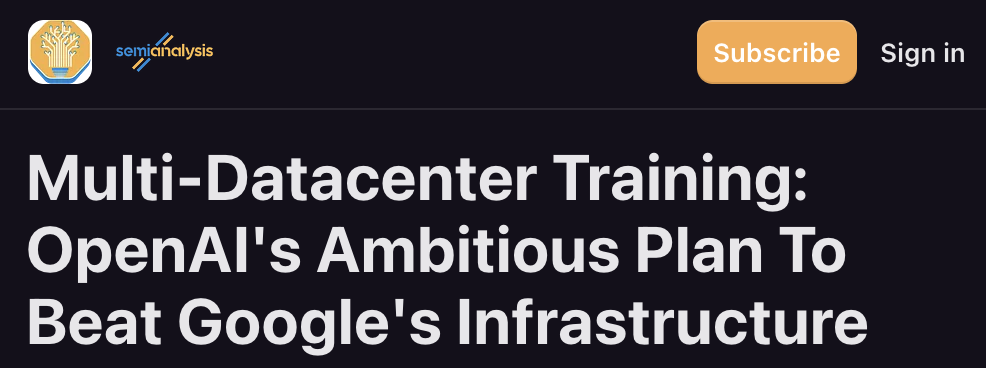 semianalysis
Subscribe
Sign in
Multi-Datacenter Training:
OpenAI's Ambitious Plan To
Beat Google's Infrastructure